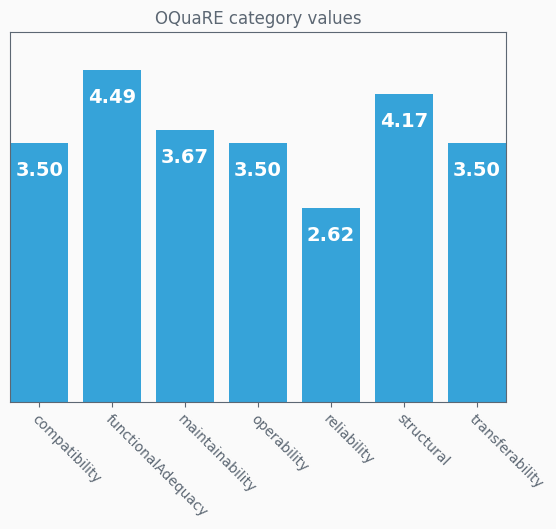 OQuaRE category values
3.50
4.49
3.67
3.50
2.62
4.17
3.50
compatibility
functionalAdequacy
maintainability
operability
reliability
structural
transferability